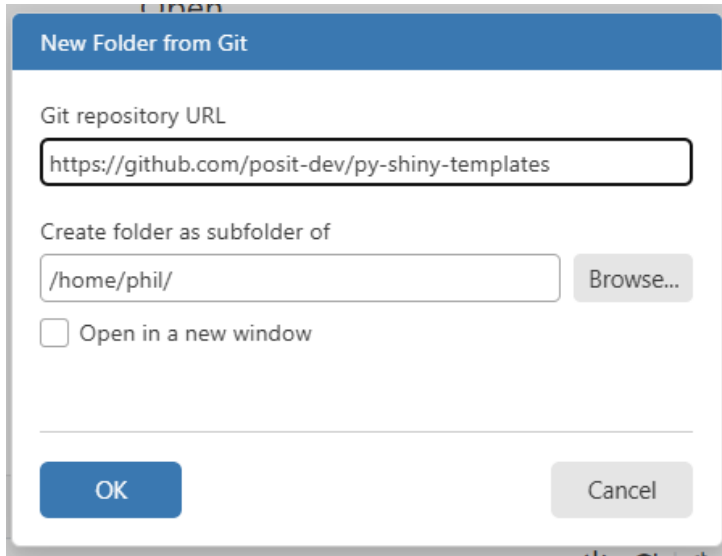 Open
New Folder from Git
Git repository URL
https://github.com/posit-dev/py-shiny-templates
Create folder as subfolder of
/home/phil/
Browse...
Open in a new window
OK
Cancel